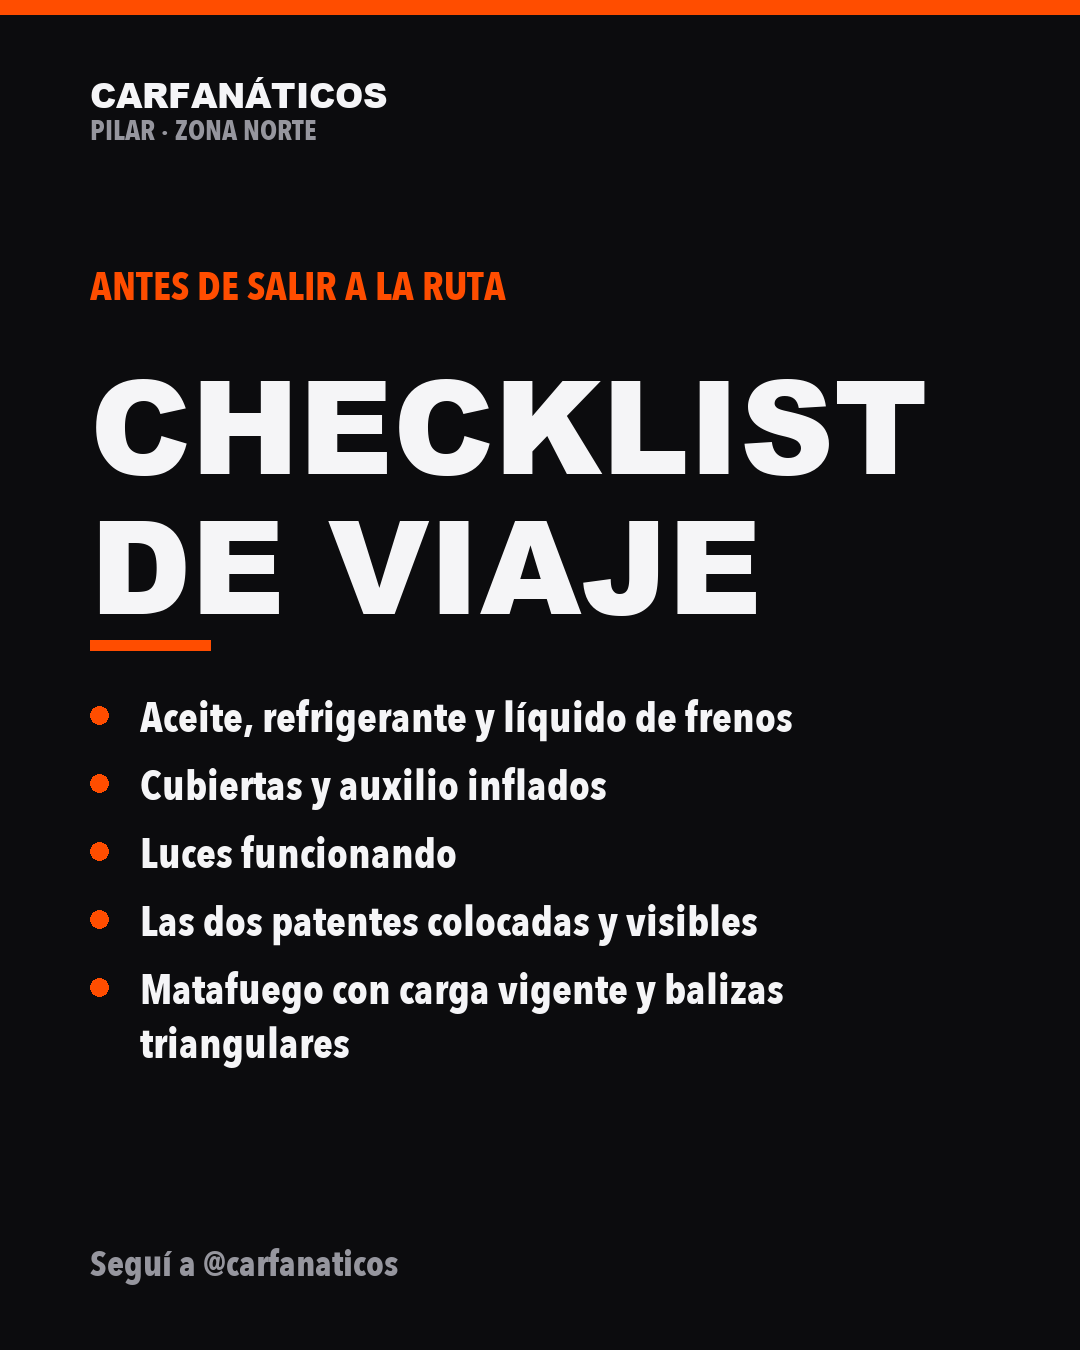 CARFANÁTICOS
PILAR · ZONA NORTE
ANTES DE SALIR A LA RUTA
CHECKLIST
DE VIAJE
Aceite, refrigerante y líquido de frenos
Cubiertas y auxilio inflados
Luces funcionando
Las dos patentes colocadas y visibles
Matafuego con carga vigente y balizas
triangulares
Seguí a @carfanaticos